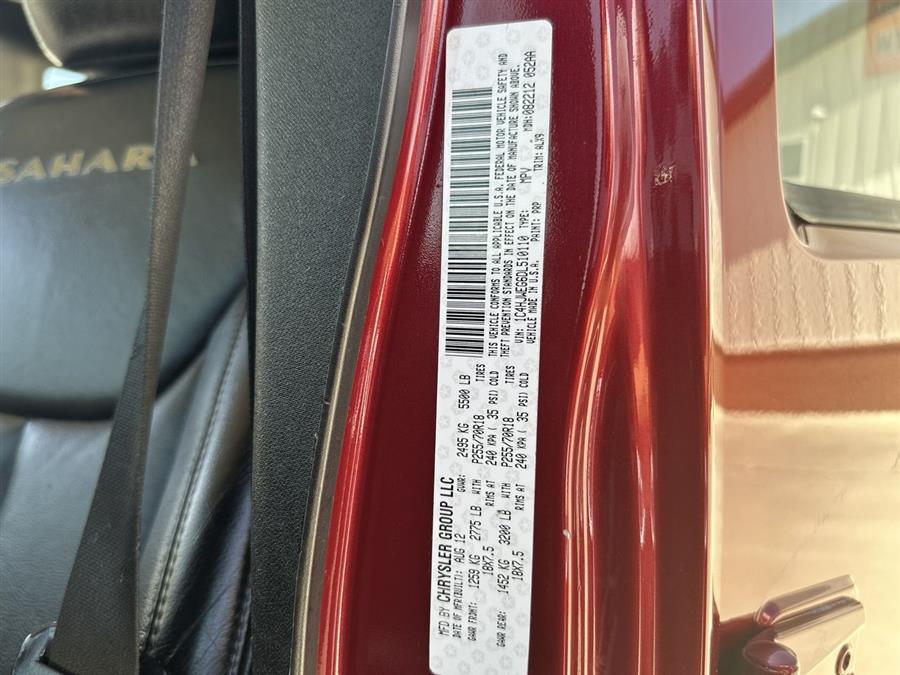 SAHARA
MFD BY CHRYSLER GROUP LLC
DATE OF MFR(BUILT): AUG 12 GVWR: 2495 KG 5500 LB
GAWR FRONT: 1259 KG 2775 LB WITH P255/70R18 TIRES
18X7.5 RIMS AT 240 KPA ( 35 PSI) COLD
GAWR REAR: 1452 KG 3200 LB WITH P255/70R18 TIRES
18X7.5 RIMS AT 240 KPA ( 35 PSI) COLD
THIS VEHICLE CONFORMS TO ALL APPLICABLE U.S.A. FEDERAL MOTOR VEHICLE SAFETY AND
THEFT PREVENTION STANDARDS IN EFFECT ON THE DATE OF MANUFACTURE SHOWN ABOVE.
VIN: 1C4HJWEG6DL510110 TYPE: MPV MDH:082212 052AA
VEHICLE MADE IN U.S.A. PAINT: PRP TRIM: ALX9